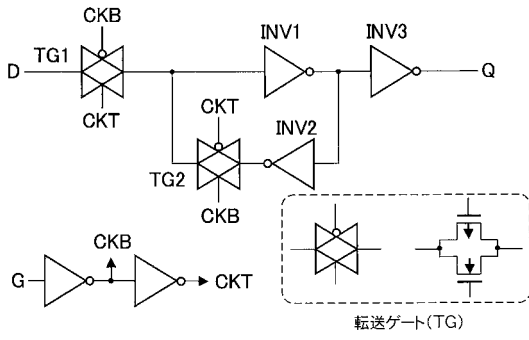 CKB
TG1
INV1
INV3
D
Q
CKT
CKT
INV2
TG2
CKB
CKB
G
CKT
転送ゲート(TG)